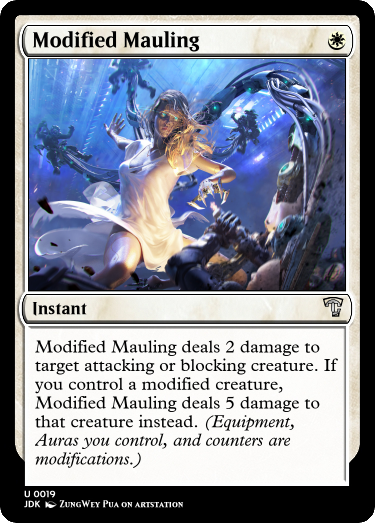 Modified Mauling
Instant
Modified Mauling deals 2 damage to
target attacking or blocking creature. If
you control a modified creature,
Modified Mauling deals 5 damage to
that creature instead. (Equipment,
Auras you control, and counters are
modifications.)
U 0019
JDK ZungWey Pua on artstation